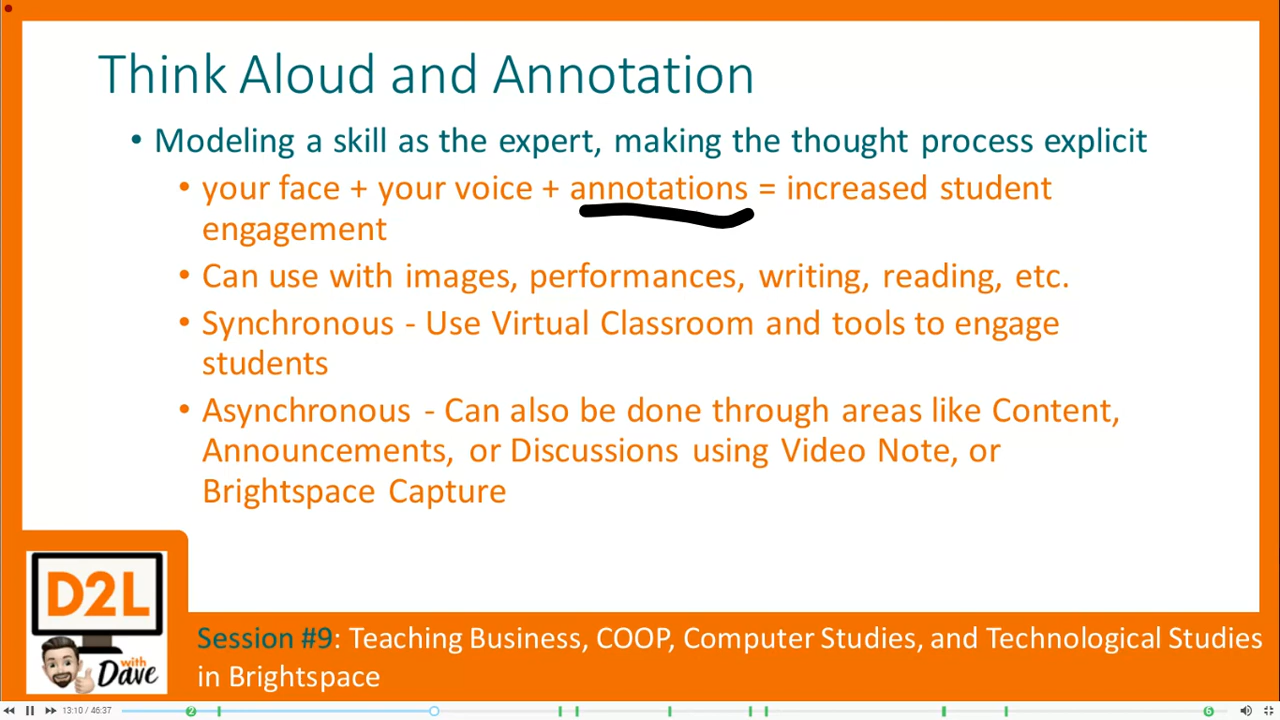 Think Aloud and Annotation
• Modeling a skill as the expert, making the thought process explicit
• your face + your voice + annotations = increased student
engagement
• Can use with images, performances, writing, reading, etc.
• Synchronous - Use Virtual Classroom and tools to engage
students
• Asynchronous - Can also be done through areas like Content,
Announcements, or Discussions using Video Note, or
Brightspace Capture
D2L
with
Dave
Session #9: Teaching Business, COOP, Computer Studies, and Technological Studies
in Brightspace
13:10 / 46:37
2
6